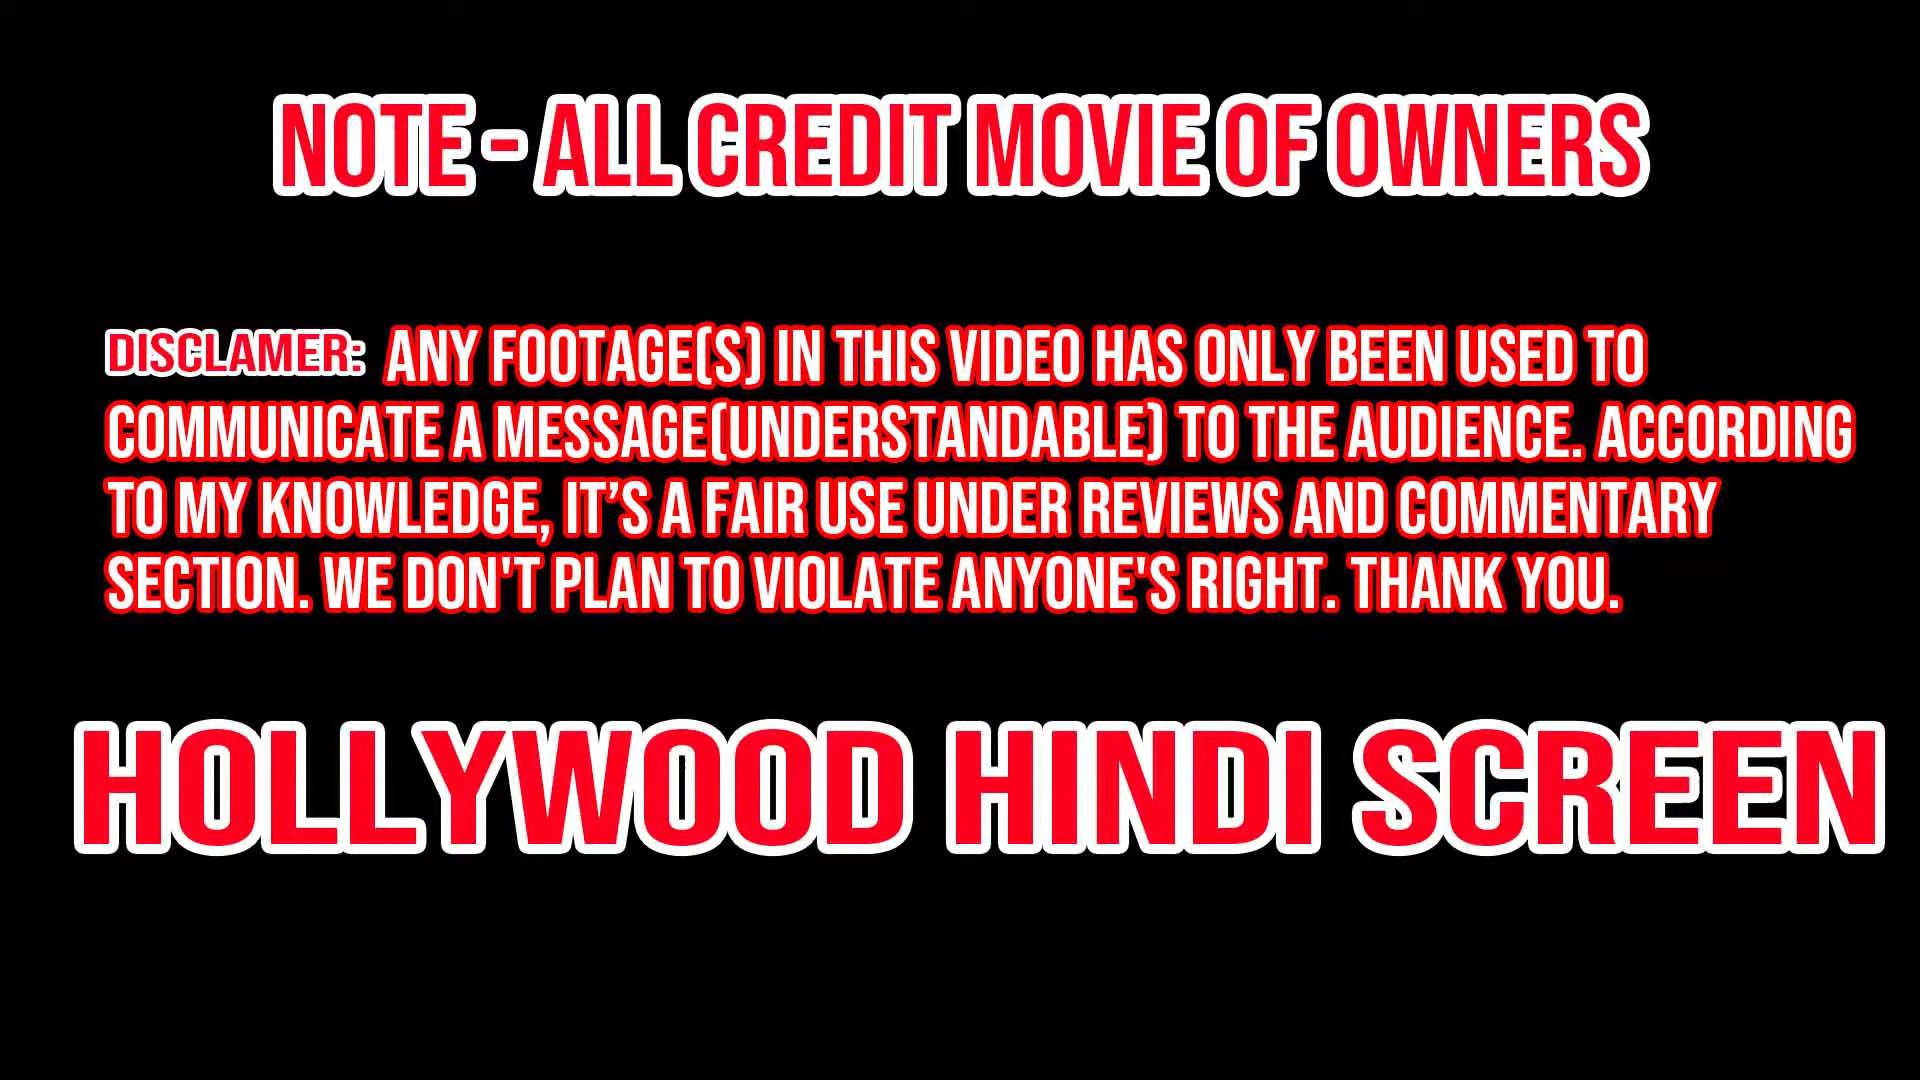 NOTE - ALL CREDIT MOVIE OF OWNERS
DISCLAMER: ANY FOOTAGE(S) IN THIS VIDEO HAS ONLY BEEN USED TO
COMMUNICATE A MESSAGE(UNDERSTANDABLE) TO THE AUDIENCE. ACCORDING
TO MY KNOWLEDGE, IT’S A FAIR USE UNDER REVIEWS AND COMMENTARY
SECTION. WE DON'T PLAN TO VIOLATE ANYONE'S RIGHT. THANK YOU.
HOLLYWOOD HINDI SCREEN